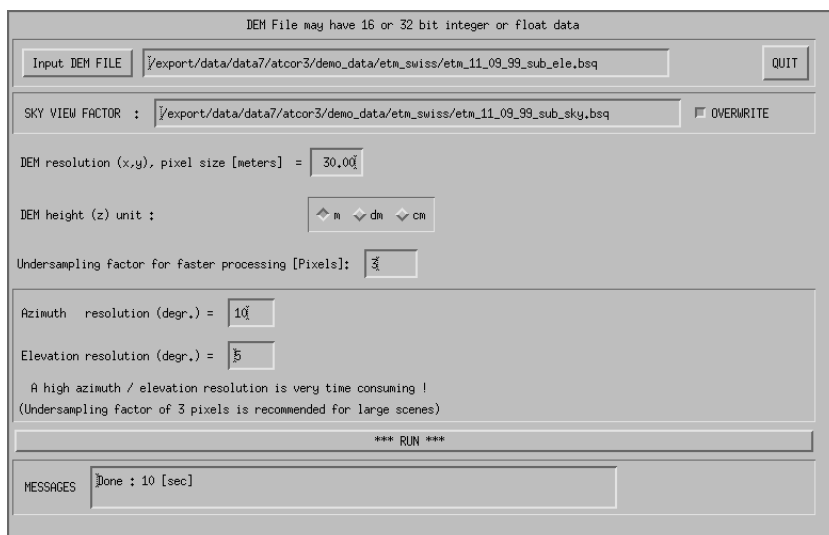 DEM File may have 16 or 32 bit integer or float data
Input DEM FILE /export/data/data7/atcor3/demo_data/etm_swiss/etm_11_09_99_sub_ele.bsq QUIT
SKY VIEW FACTOR : /export/data/data7/atcor3/demo_data/etm_swiss/etm_11_09_99_sub_sky.bsq OVERWRITE
DEM resolution (x,y), pixel size [meters] = 30.00
DEM height (z) unit : m dm cm
Undersampling factor for faster processing [Pixels]: 3
Azimuth resolution (degr.) = 10
Elevation resolution (degr.) = 5
A high azimuth / elevation resolution is very time consuming !
(Undersampling factor of 3 pixels is recommended for large scenes)
*** RUN ***
MESSAGES Done : 10 [sec]